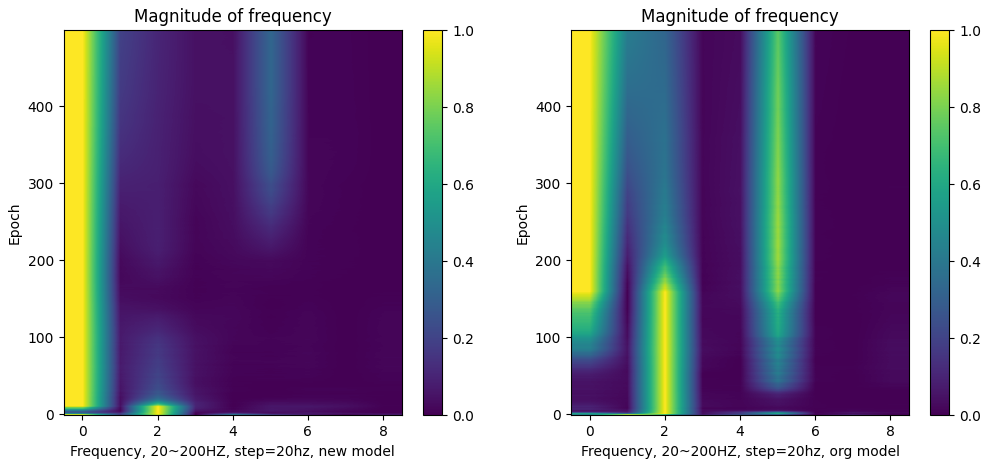 Magnitude of frequency
Epoch
400
300
200
100
0
0 2 4 6 8
Frequency, 20~200HZ, step=20hz, new model
1.0
0.8
0.6
0.4
0.2
0.0
Magnitude of frequency
Epoch
400
300
200
100
0
0 2 4 6 8
Frequency, 20~200HZ, step=20hz, org model
1.0
0.8
0.6
0.4
0.2
0.0